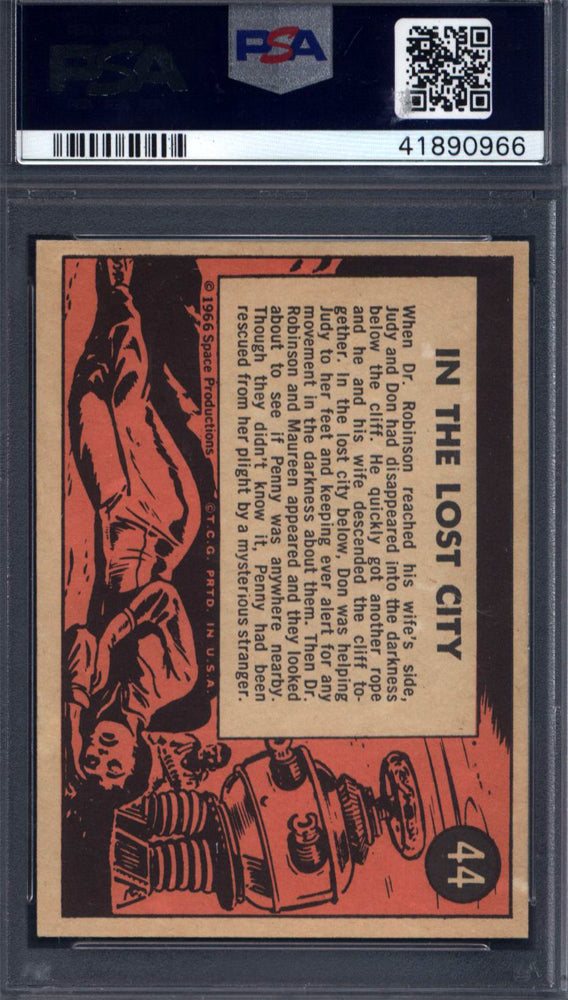 PSA
PSA
41890966
IN THE LOST CITY
When Dr. Robinson reached his wife's side,
Judy and Don had disappeared into the darkness
below the cliff. He quickly got another rope
and he and his wife descended the cliff to-
gether. In the lost city below, Don was helping
Judy to her feet and keeping ever alert for any
movement in the darkness about them. Then Dr.
Robinson and Maureen appeared and they looked
about to see if Penny was anywhere nearby.
Though they didn't know it, Penny had been
rescued from her plight by a mysterious stranger.
© 1966 Space Productions © T.C.G. PRTD. IN U.S.A.
44